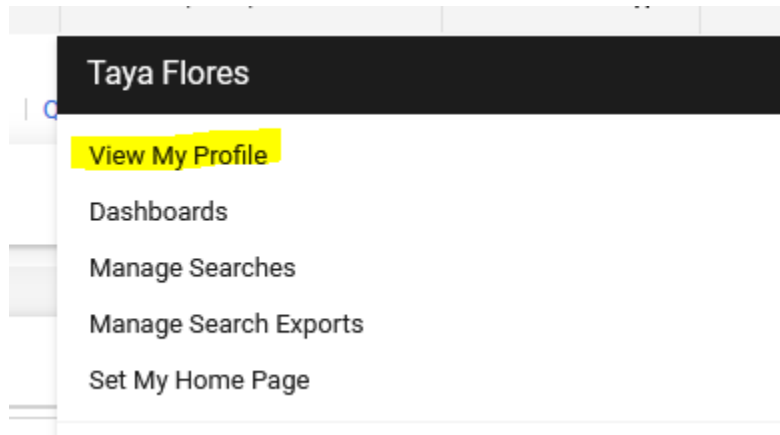 Taya Flores
View My Profile
Dashboards
Manage Searches
Manage Search Exports
Set My Home Page